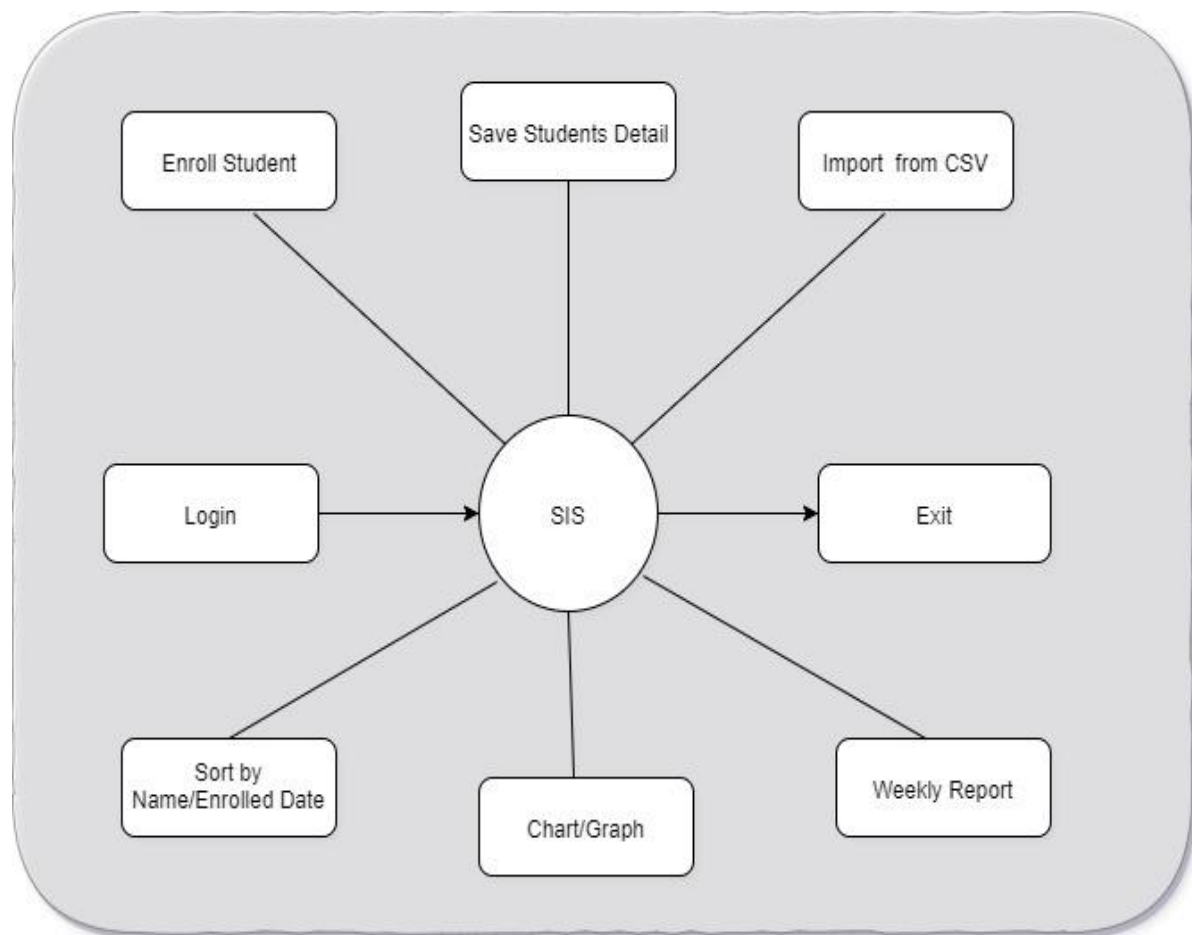 Save Students Detail
Enroll Student
Import from CSV
Login
SIS
Exit
Sort by
Name/Enrolled Date
Chart/Graph
Weekly Report